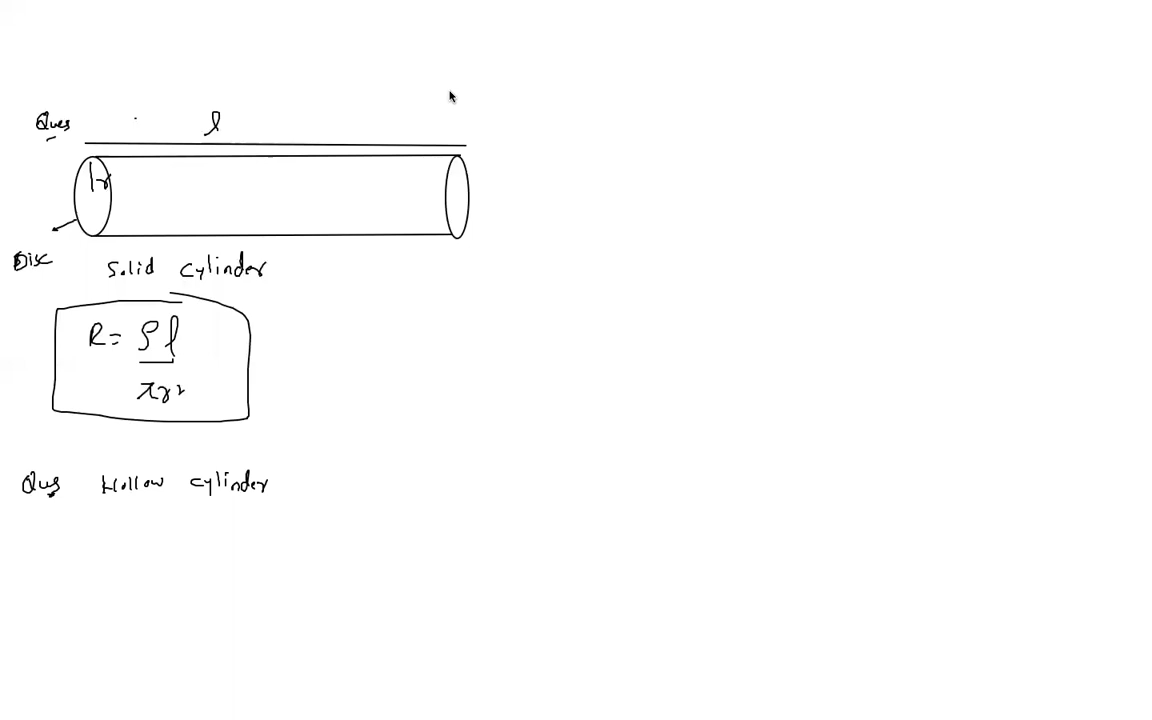 Ques l
r
Disc Solid cylinder
R = ρl
πr²
Ques Hollow cylinder